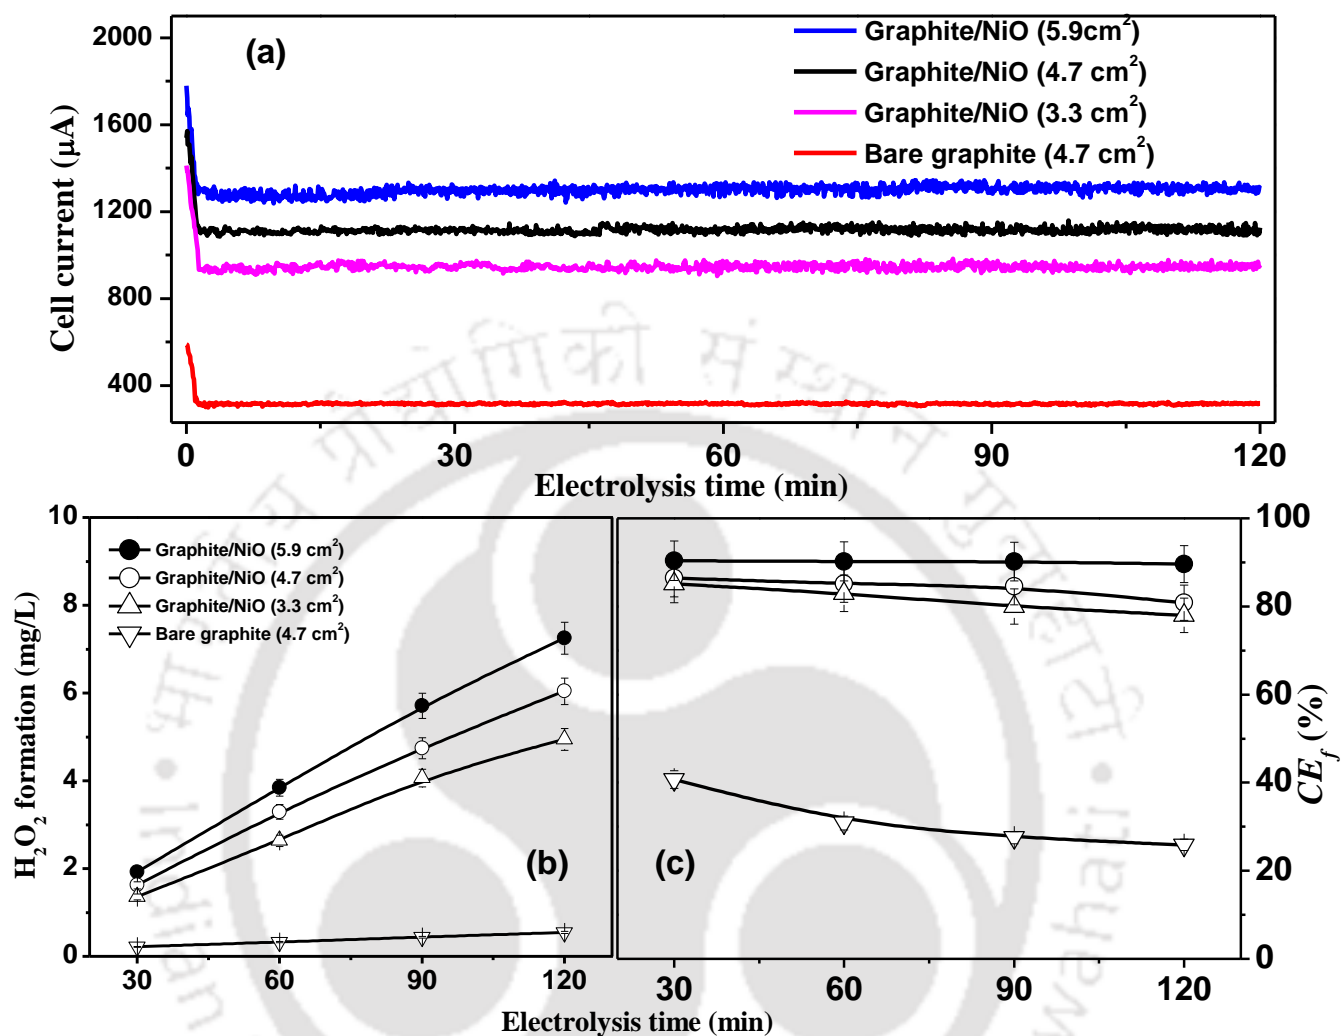 (a)
Graphite/NiO (5.9cm²)
Graphite/NiO (4.7 cm²)
Graphite/NiO (3.3 cm²)
Bare graphite (4.7 cm²)
Cell current (µA)
2000
1600
1200
800
400
0 30 60 90 120
Electrolysis time (min)
Graphite/NiO (5.9 cm²)
Graphite/NiO (4.7 cm²)
Graphite/NiO (3.3 cm²)
Bare graphite (4.7 cm²)
H₂O₂ formation (mg/L)
10
8
6
4
2
0
(b)
30 60 90 120
(c)
100
80
60
40
20
0
CE_f (%)
30 60 90 120
Electrolysis time (min)
Indian
wahati